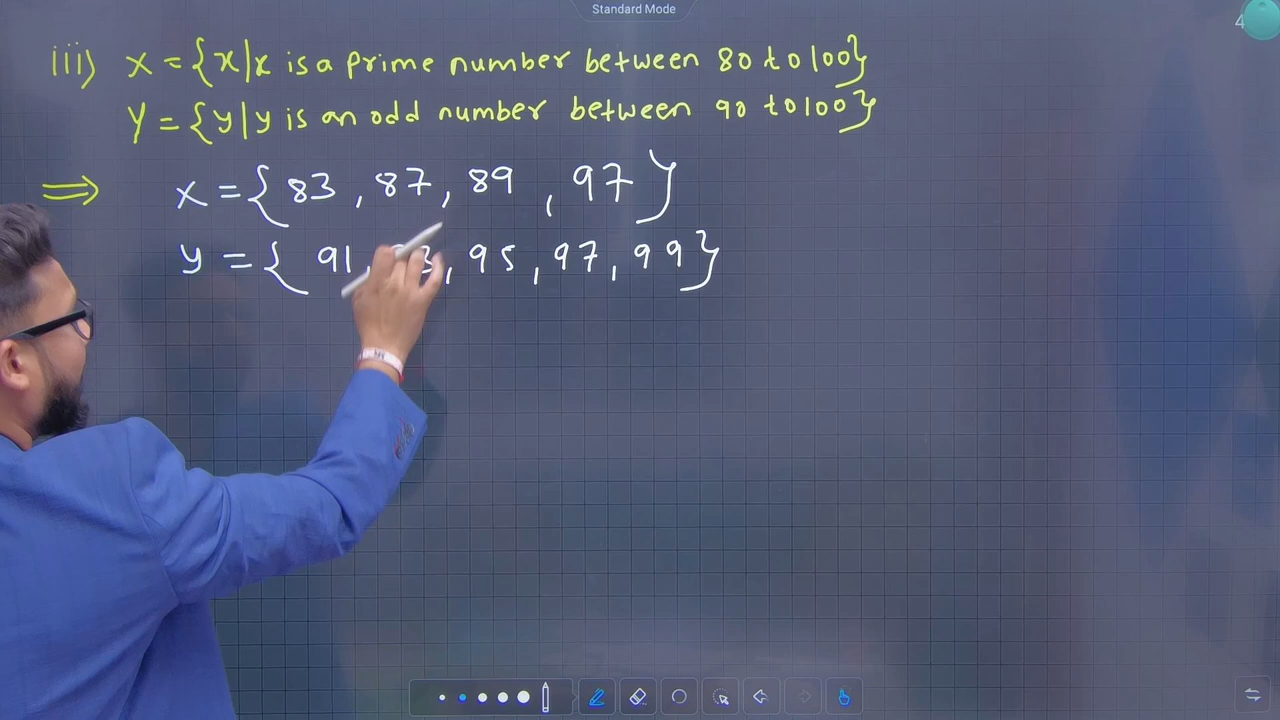 Standard Mode
4
iii) X = {x|x is a prime number between 80 to 100}
Y = {y|y is an odd number between 90 to 100}
⇒ X = {83, 87, 89, 97}
Y = {91, 95, 97, 99}